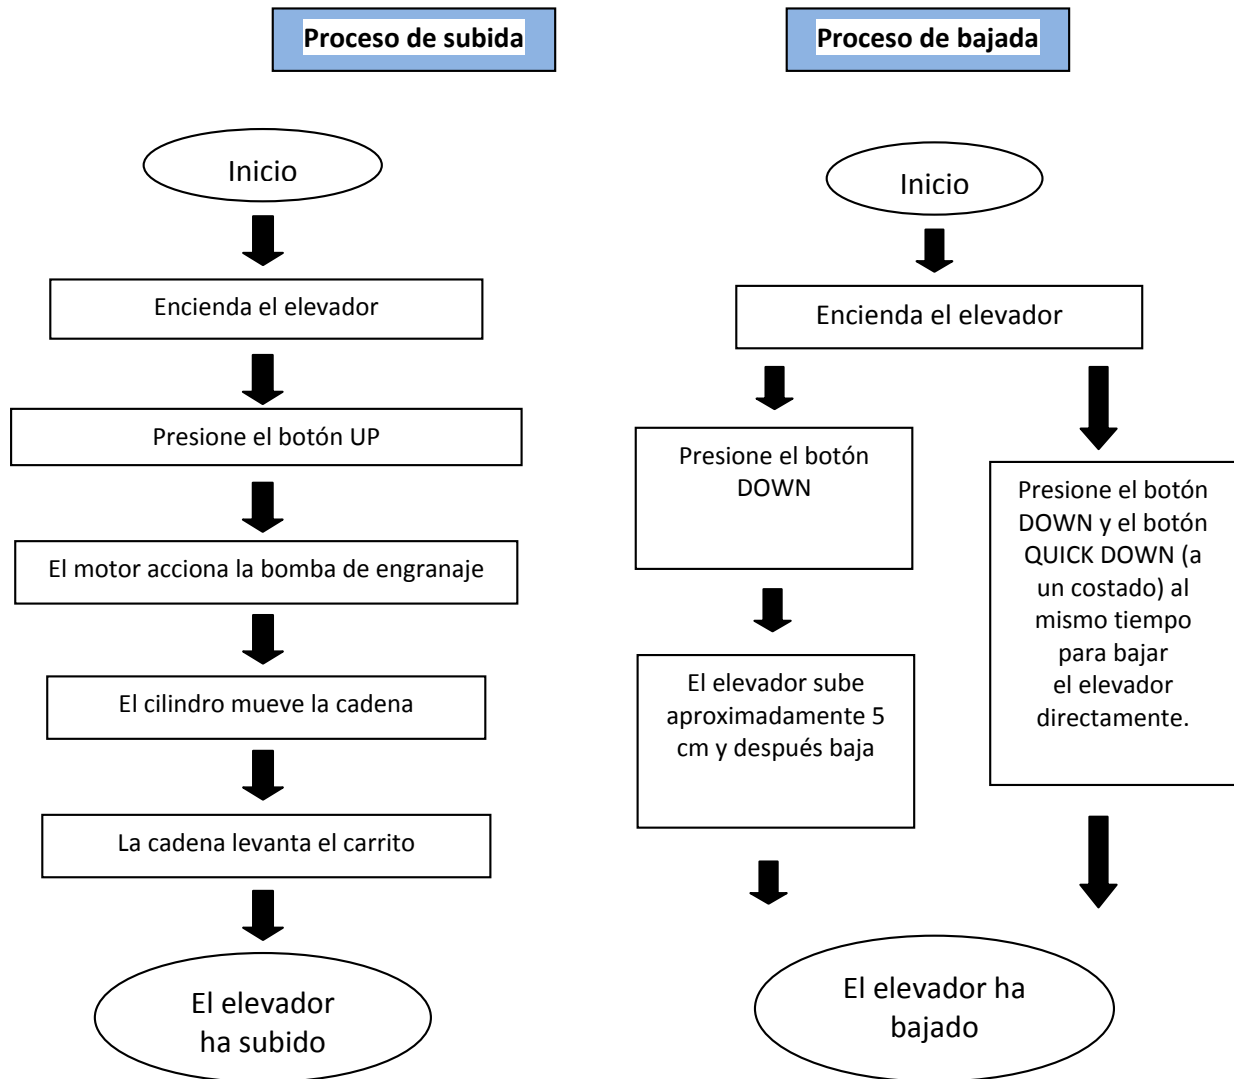 Proceso de subida
Inicio
Encienda el elevador
Presione el botón UP
El motor acciona la bomba de engranaje
El cilindro mueve la cadena
La cadena levanta el carrito
El elevador
ha subido
Proceso de bajada
Inicio
Encienda el elevador
Presione el botón
DOWN
El elevador sube
aproximadamente 5
cm y después baja
Presione el botón
DOWN y el botón
QUICK DOWN (a
un costado) al
mismo tiempo
para bajar
el elevador
directamente.
El elevador ha
bajado